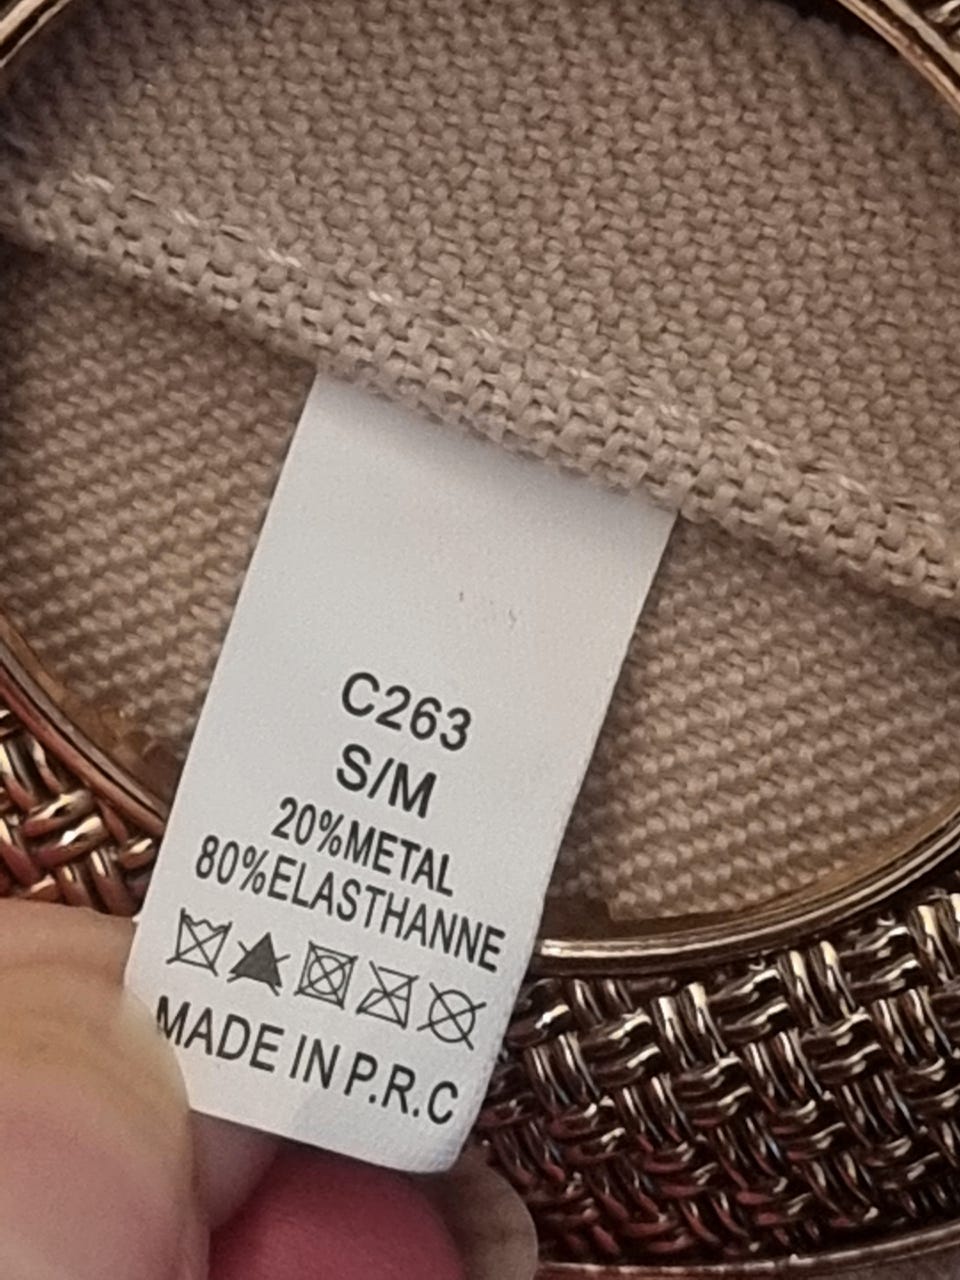 C263
S/M
20%METAL
80%ELASTHANNE
MADE IN P.R.C